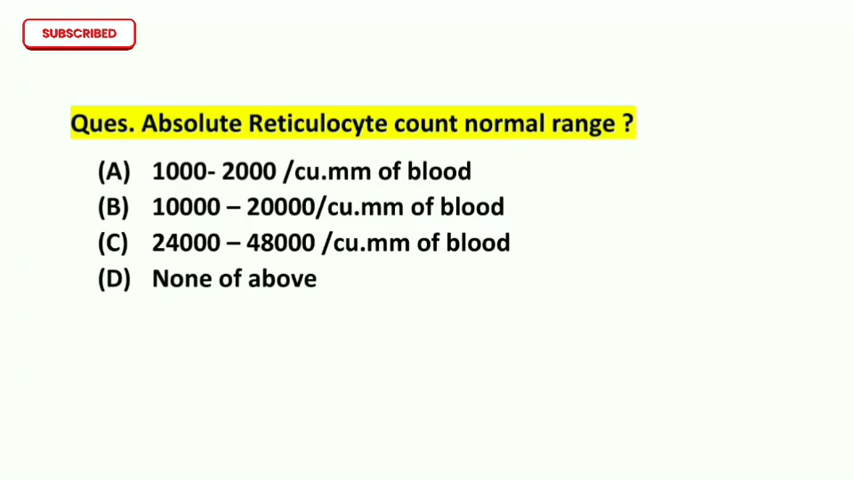 SUBSCRIBED
Ques. Absolute Reticulocyte count normal range ?
(A) 1000- 2000 /cu.mm of blood
(B) 10000 – 20000/cu.mm of blood
(C) 24000 – 48000 /cu.mm of blood
(D) None of above